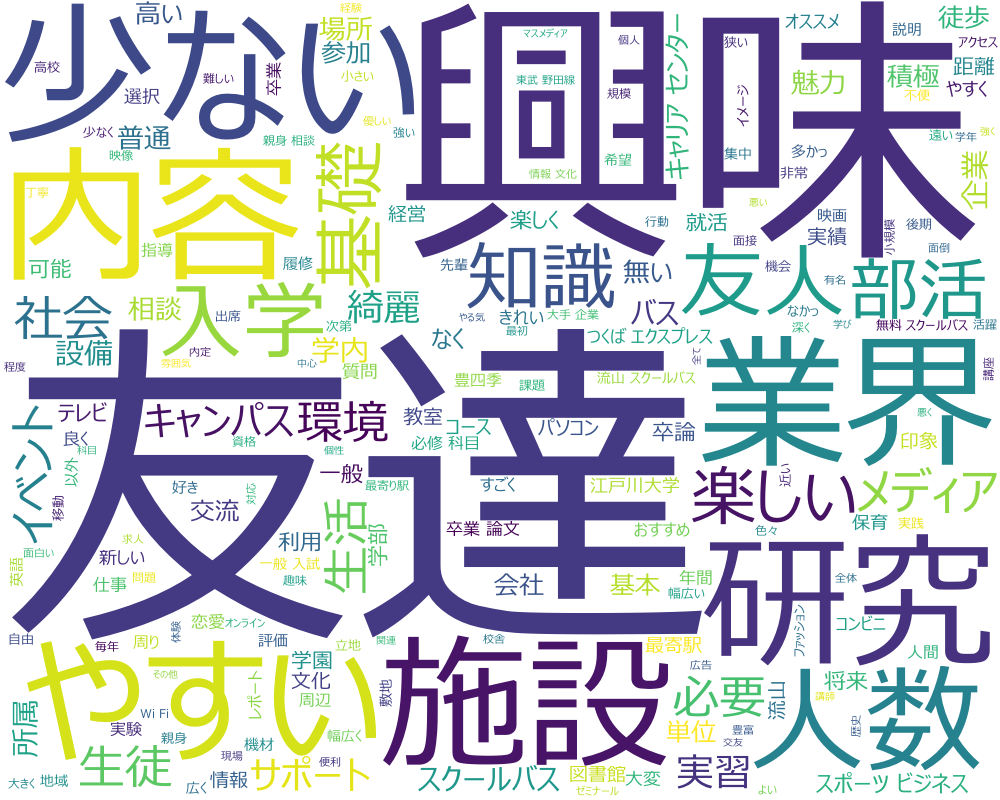 少ない
興味
友達
内容
やすい
施設
研究
人数
業界
友人
部活
入学
基礎
知識
社会
設備
相談
綺麗
学内
質問
次第
無い
バス
なく
きれい
大手 企業
最初
やる気
先輩
つくば エクスプレス
豊四季
課題
流山 スクールバス
全て
高い
場所
参加
経験
小さい
高校
難しい
卒業
選択
普通
少なく
映像
親身 相談
優しい
強い
丁寧
可能
指導
履修
経営
楽しく
出席
内定
雰囲気
中心
程度
マスメディア
東武 野田線
情報 文化
個人
規模
希望
行動
キャリア センター
狭い
イメージ
集中
オススメ
説明
徒歩
アクセス
魅力
積極
距離
やすく
不便
遠い
学年
強く
多かっ
非常
企業
悪い
映画
後期
就活
実績
面接
小規模
面倒
機会
有名
なかっ
深く
学び
無料 スクールバス
活躍
講座
悪く
印象
テレビ
良く
科目
キャンパス
環境
資格
個性
教室
コース
パソコン
卒論
必修 科目
イベント
以外
移動
好き
対応
交流
一般
最寄り駅
すごく
江戸川大学
楽しい
近い
メディア
面白い
英語
新しい
求人
利用
生活
学部
卒業 論文
おすすめ
色々
保育
実践
仕事
問題
一般 入試
趣味
会社
基本
年間
幅広い
全体
自由
毎年
周り
体験
恋愛
オンライン
評価
立地
関連
校舎
最寄駅
広告
ファッション
コンビニ
人間
その他
学園
文化
敷地
周辺
レポート
必要
流山
将来
講師
所属
Wi Fi
実験
親身
幅広く
単位
豊富
歴史
交友
生徒
現場
機材
便利
大きく
地域
広く
情報
サポート
スクールバス
図書館
大変
ゼミナール
実習
よい
スポーツ ビジネス